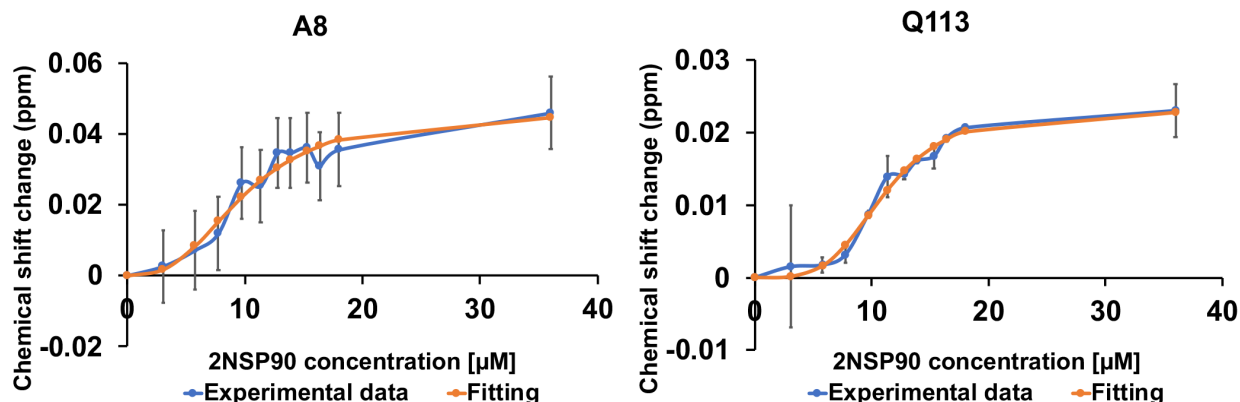 A8
Chemical shift change (ppm)
0.06
0.04
0.02
0
-0.02
0
10
20
30
40
2NSP90 concentration [µM]
Experimental data
Fitting
Q113
Chemical shift change (ppm)
0.03
0.02
0.01
0
-0.01
0
10
20
30
40
2NSP90 concentration [µM]
Experimental data
Fitting